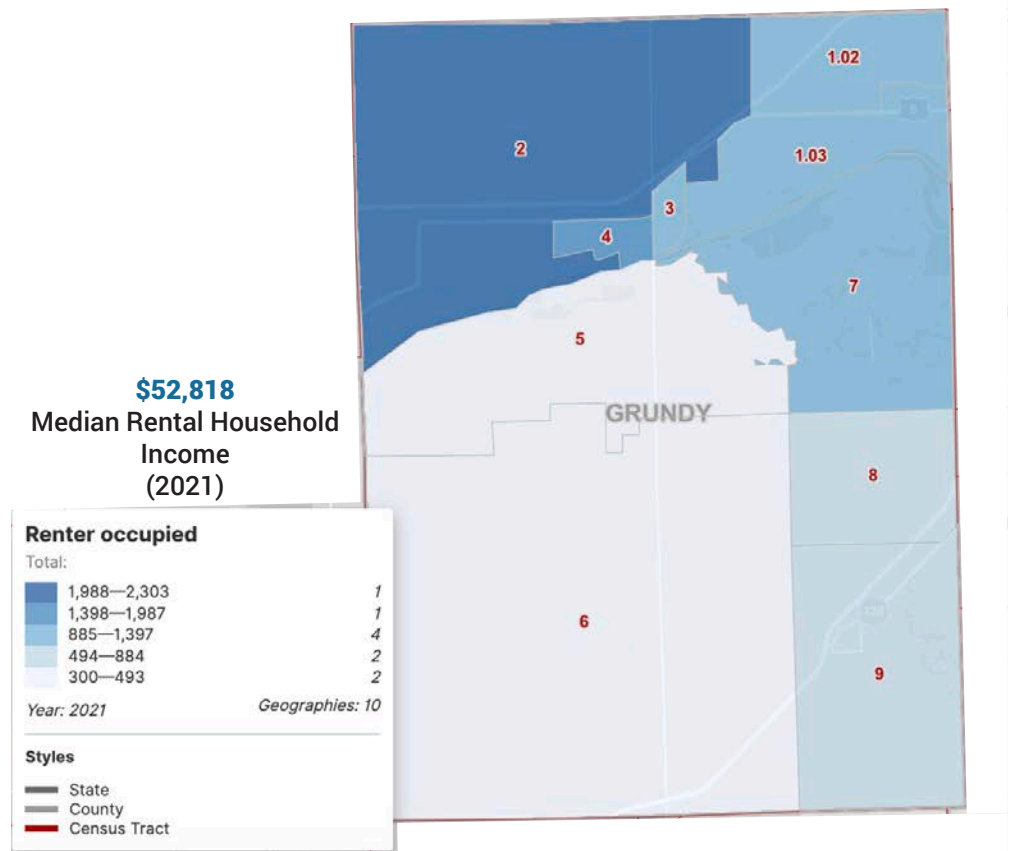 1.02
2
1.03
3
4
7
5
$52,818
Median Rental Household
Income
(2021)
GRUNDY
8
6
9
Renter occupied
Total:
1,988—2,303 1
1,398—1,987 1
885—1,397 4
494—884 2
300—493 2
Year: 2021 Geographies: 10
Styles
State
County
Census Tract